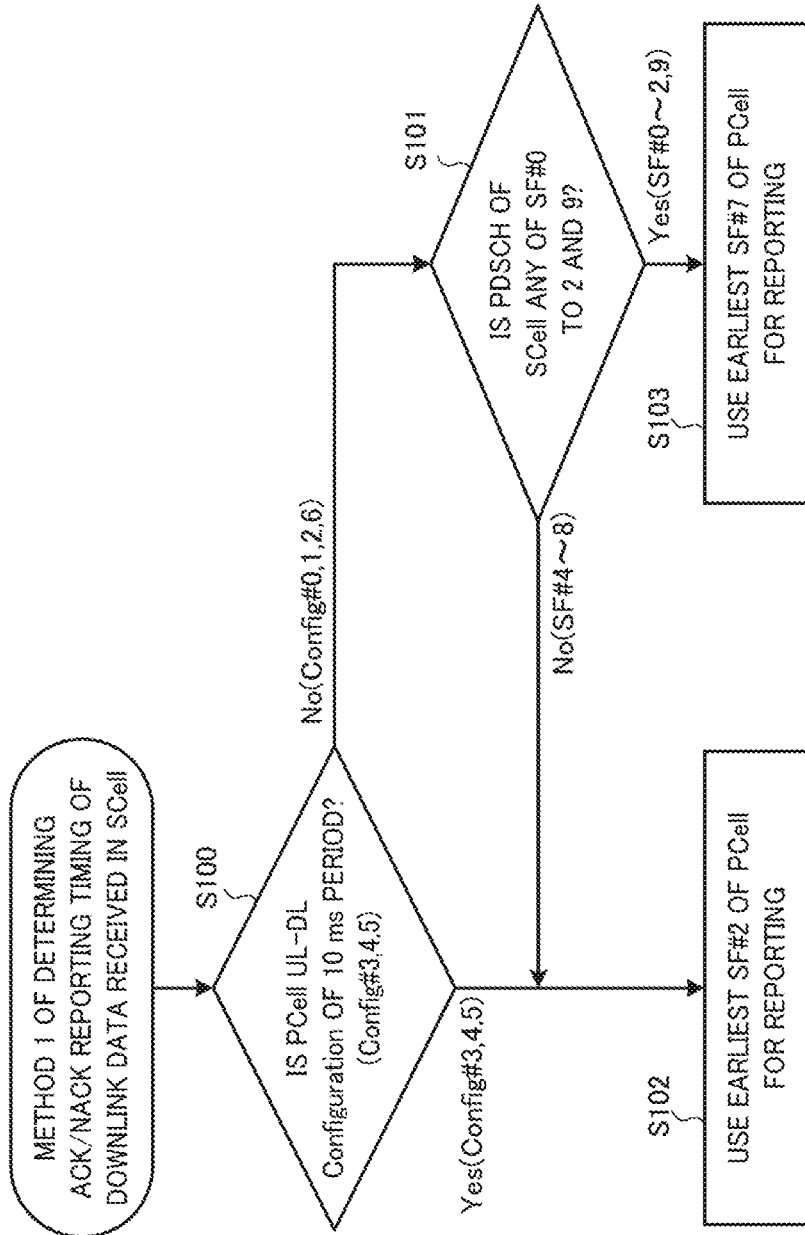 METHOD 1 OF DETERMINING
ACK/NACK REPORTING TIMING OF
DOWNLINK DATA RECEIVED IN SCell
S100
IS PCell UL-DL
Configuration OF 10 ms PERIOD?
(Config#3,4,5)
No(Config#0,1,2,6)
Yes(Config#3,4.5)
S101
IS PDSCH OF
SCell ANY OF SF#0
TO 2 AND 9?
No(SF#4~8)
Yes(SF#0~2,9)
S102
USE EARLIEST SF#2 OF PCell
FOR REPORTING
S103
USE EARLIEST SF#7 OF PCell
FOR REPORTING